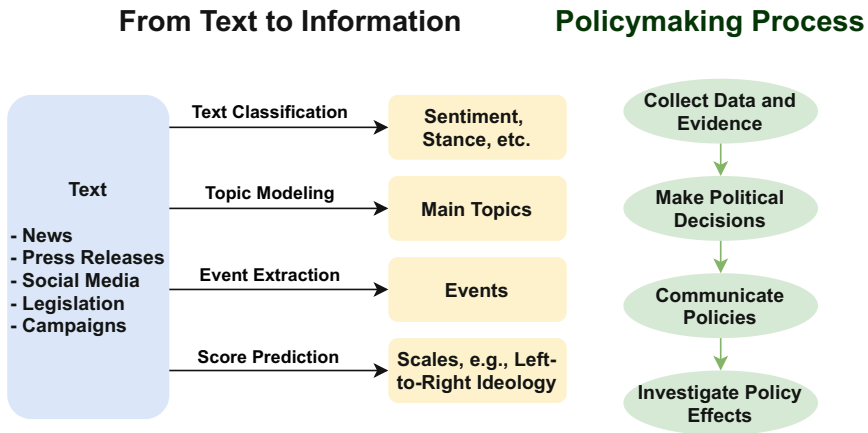 From Text to Information
Policymaking Process
Text
- News
- Press Releases
- Social Media
- Legislation
- Campaigns
Text Classification
Sentiment,
Stance, etc.
Topic Modeling
Main Topics
Event Extraction
Events
Score Prediction
Scales, e.g., Left-
to-Right Ideology
Collect Data and
Evidence
Make Political
Decisions
Communicate
Policies
Investigate Policy
Effects